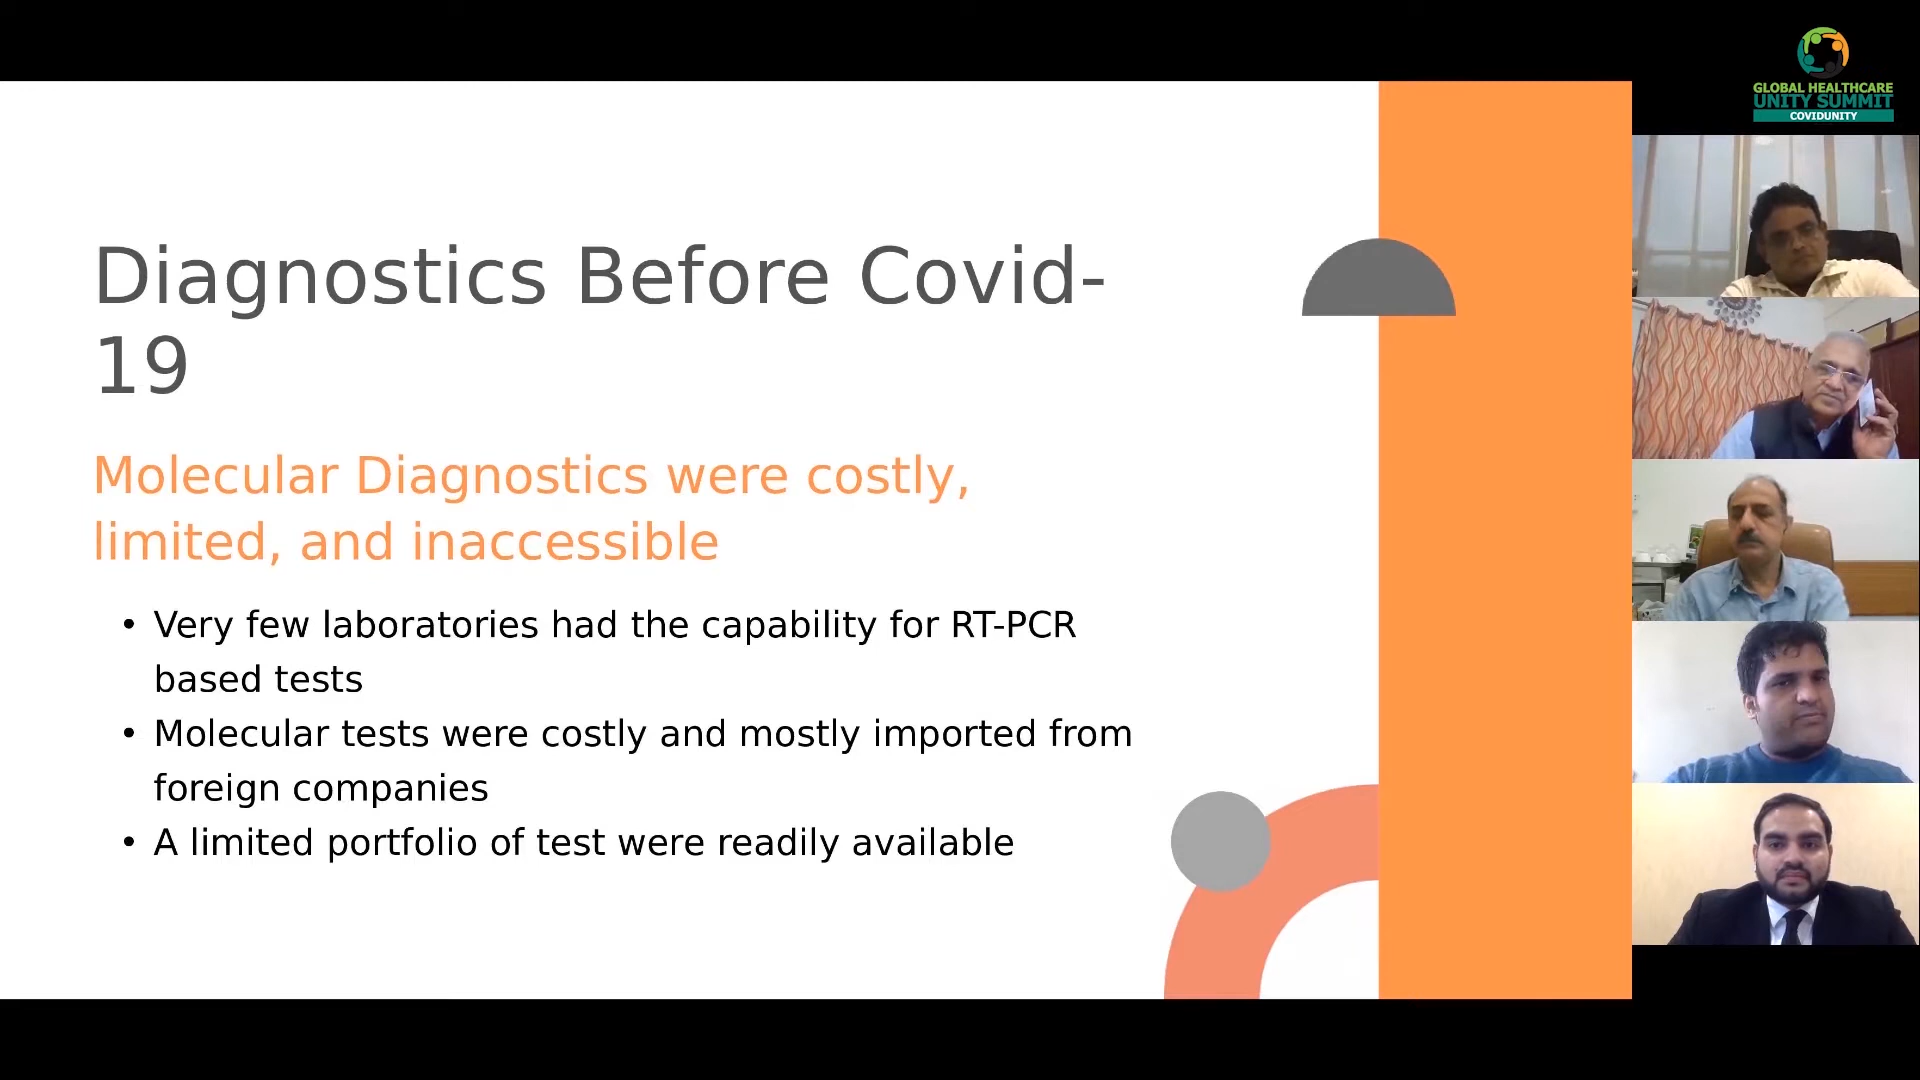 GLOBAL HEALTHCARE
UNITY SUMMIT
COVIDUNITY
Diagnostics Before Covid-
19
Molecular Diagnostics were costly,
limited, and inaccessible
• Very few laboratories had the capability for RT-PCR
based tests
• Molecular tests were costly and mostly imported from
foreign companies
• A limited portfolio of test were readily available